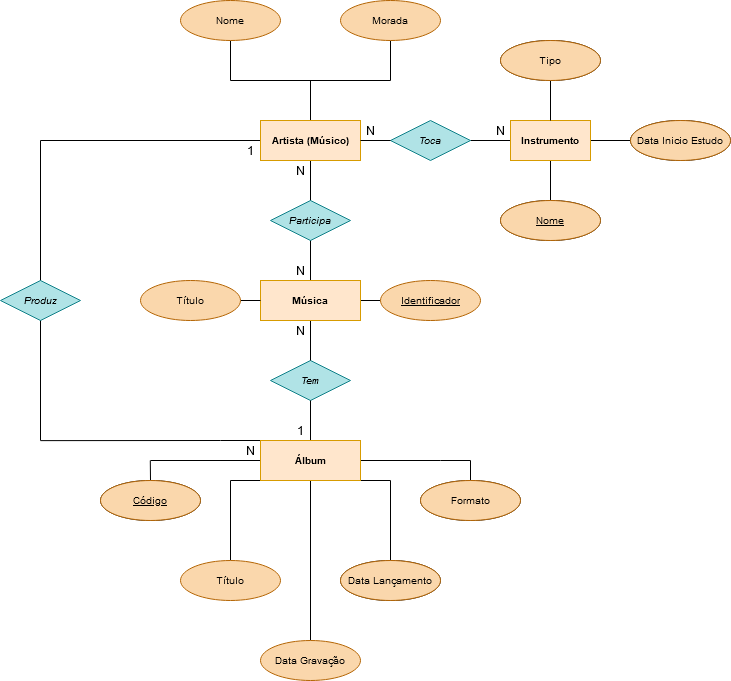 Nome
Morada
Tipo
Artista (Músico)
N
Toca
N
Instrumento
Data Inicio Estudo
1
N
Participa
Nome
N
Produz
Título
Música
Identificador
N
Tem
1
N
Álbum
Código
Formato
Título
Data Lançamento
Data Gravação